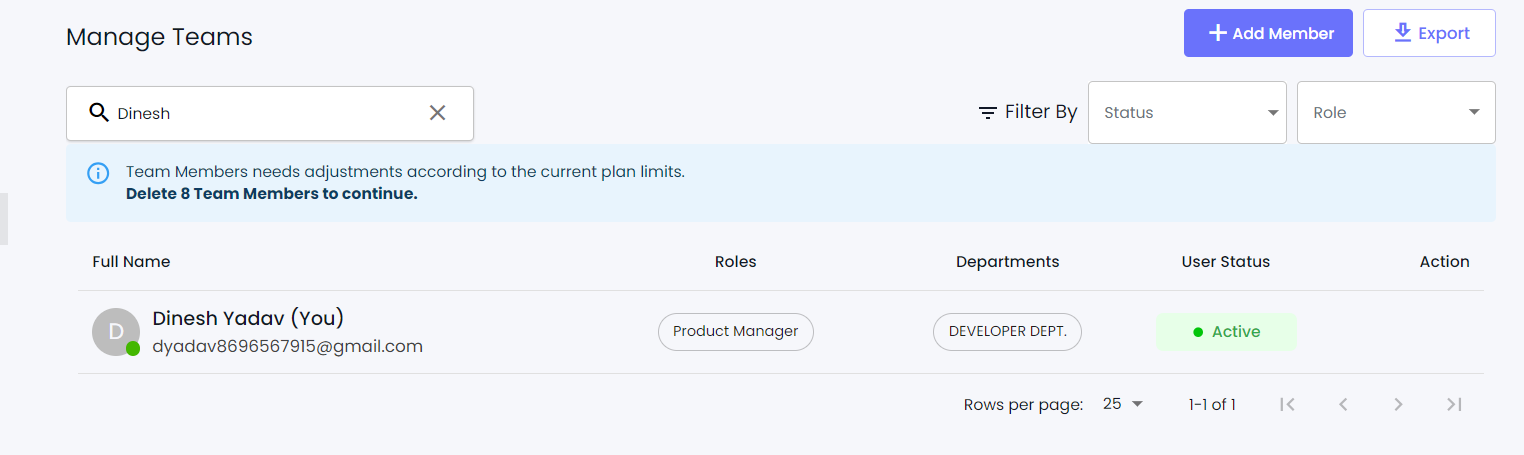 Manage Teams
Add Member
Export
Dinesh
Filter By
Status
Role
Team Members needs adjustments according to the current plan limits.
Delete 8 Team Members to continue.
Full Name Roles Departments User Status Action
D
Dinesh Yadav (You)
dyadav8696567915@gmail.com
Product Manager
DEVELOPER DEPT.
Active
Rows per page: 25 1-1 of 1